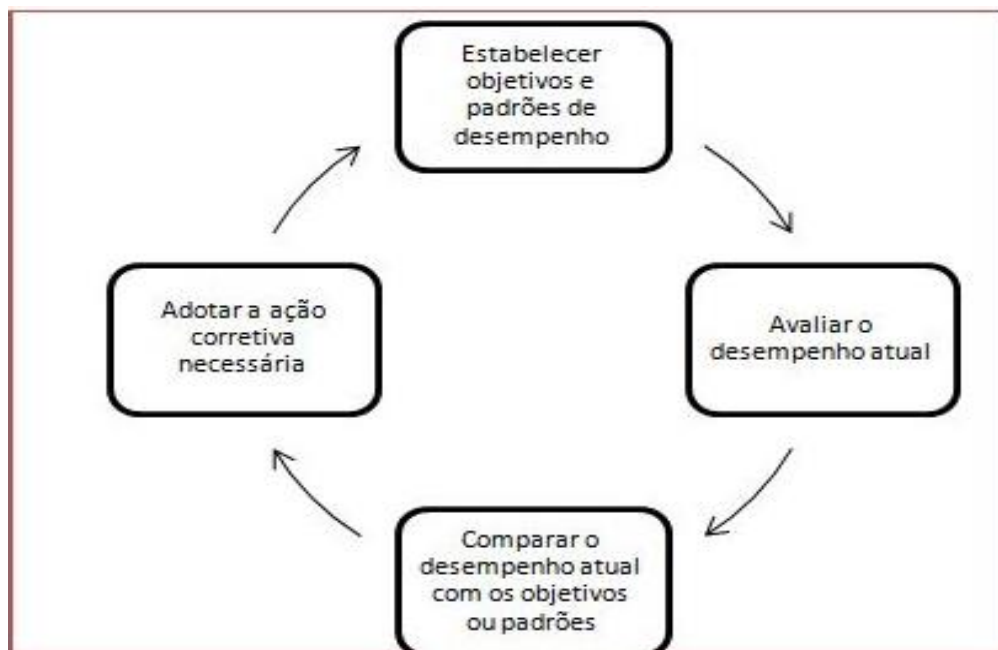 Estabelecer
objetivos e
padrões de
desempenho
Adotar a ação
corretiva
necessária
Avaliar o
desempenho atual
Comparar o
desempenho atual
com os objetivos
ou padrões